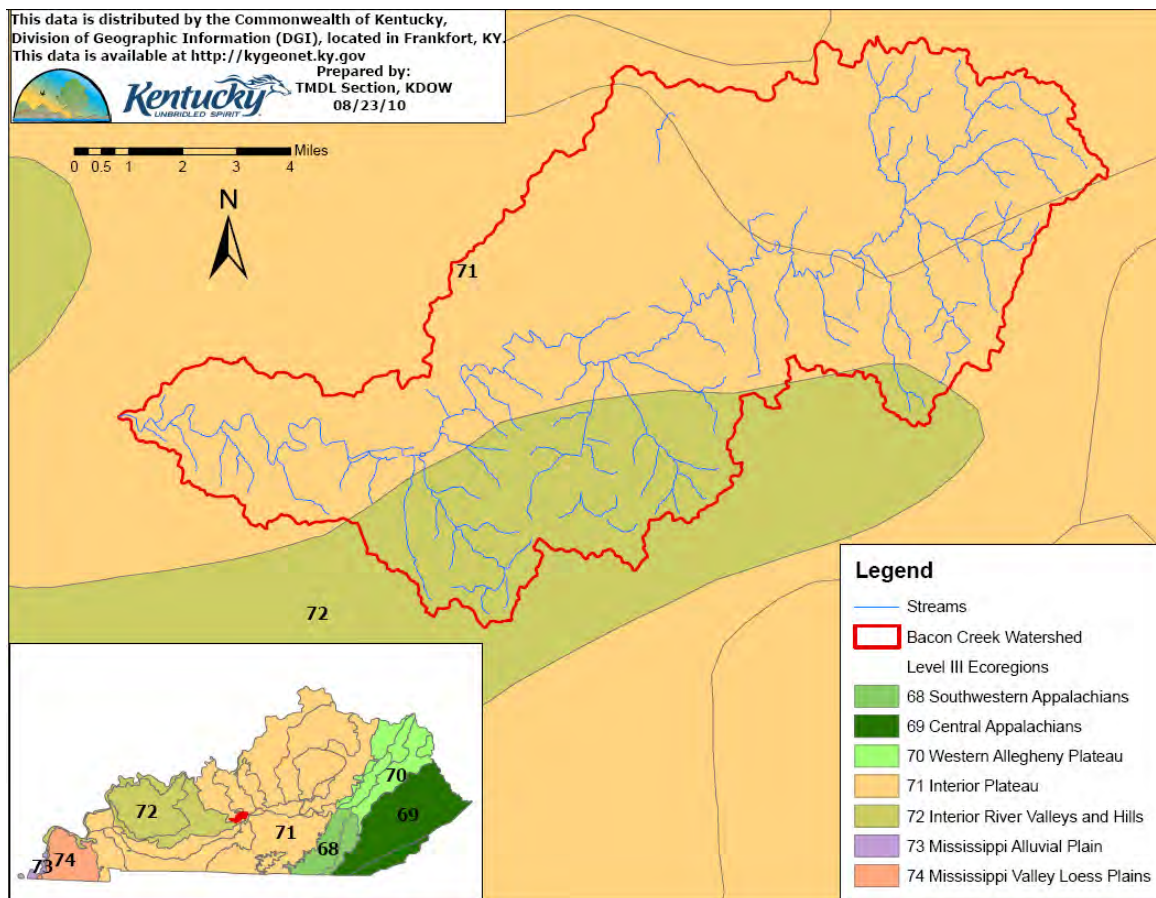 This data is distributed by the Commonwealth of Kentucky,
Division of Geographic Information (DGI), located in Frankfort, KY.
This data is available at http://kygeonet.ky.gov
Prepared by:
TMDL Section, KDOW
08/23/10
Kentucky
UNBRIDLED SPIRIT
Miles
0 0.5 1 2 3 4
N
71
72
Legend
Streams
Bacon Creek Watershed
Level III Ecoregions
68 Southwestern Appalachians
69 Central Appalachians
70 Western Allegheny Plateau
71 Interior Plateau
72 Interior River Valleys and Hills
73 Mississippi Alluvial Plain
74 Mississippi Valley Loess Plains
70
72
69
71
68
74
73